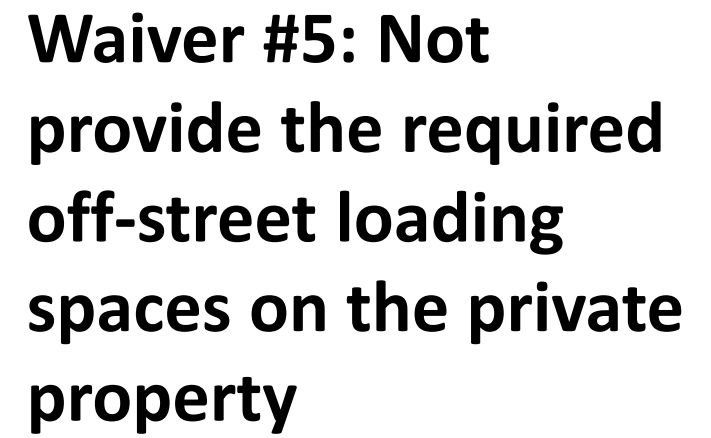 Waiver #5: Not
provide the required
off-street loading
spaces on the private
property